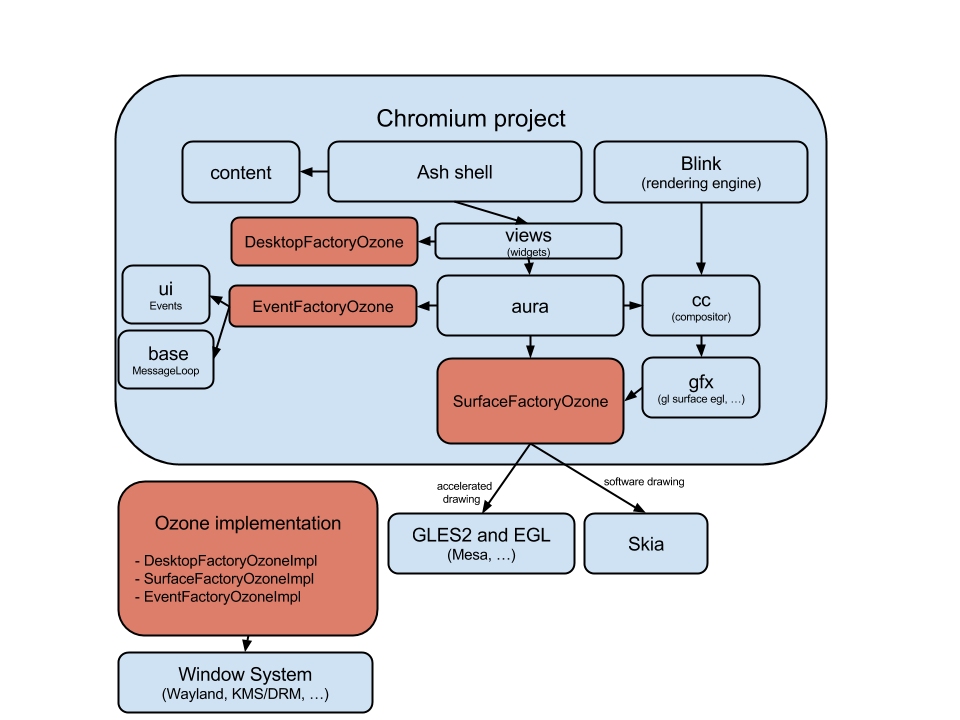 Chromium project
content
Ash shell
Blink
(rendering engine)
DesktopFactoryOzone
views
(widgets)
ui
Events
EventFactoryOzone
aura
cc
(compositor)
base
MessageLoop
SurfaceFactoryOzone
gfx
(gl surface egl, …)
accelerated
drawing
software drawing
Ozone implementation
- DesktopFactoryOzoneImpl
- SurfaceFactoryOzoneImpl
- EventFactoryOzoneImpl
GLES2 and EGL
(Mesa, …)
Skia
Window System
(Wayland, KMS/DRM, …)